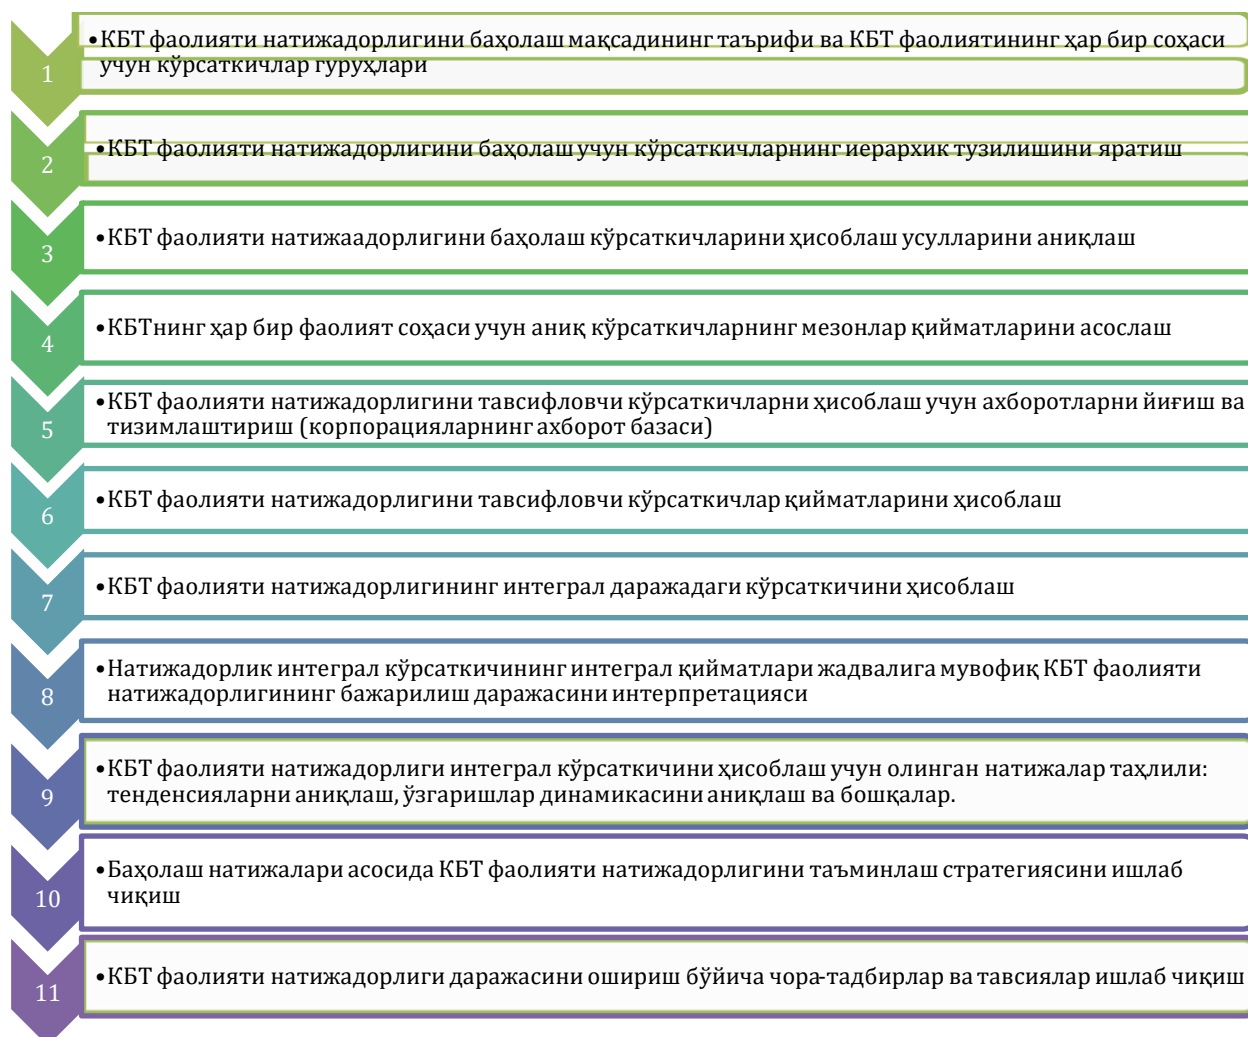 1
•КБТ фаолияти натижадорлигини баҳолаш мақсадининг таърифи ва КБТ фаолиятининг ҳар бир соҳаси
учун кўрсаткичлар гуруҳлари
2
•КБТ фаолияти натижадорлигини баҳолаш учун кўрсаткичларнинг иерархик тузилишини яратиш
3
•КБТ фаолияти натижаадорлигини баҳолаш кўрсаткичларини ҳисоблаш усулларини аниқлаш
4
•КБТнинг ҳар бир фаолият соҳаси учун аниқ кўрсаткичларнинг мезонлар қийматларини асослаш
5
•КБТ фаолияти натижадорлигини тавсифловчи кўрсаткичларни ҳисоблаш учун ахборотларни йиғиш ва
тизимлаштириш (корпорацияларнинг ахборот базаси)
6
•КБТ фаолияти натижадорлигини тавсифловчи кўрсаткичлар қийматларини ҳисоблаш
7
•КБТ фаолияти натижадорлигининг интеграл даражадаги кўрсаткичини ҳисоблаш
8
•Натижадорлик интеграл кўрсаткичининг интеграл қийматлари жадвалига мувофиқ КБТ фаолияти
натижадорлигининг бажарилиш даражасини интерпретацияси
9
•КБТ фаолияти натижадорлиги интеграл кўрсаткичини ҳисоблаш учун олинган натижалар таҳлили:
тенденсияларни аниқлаш, ўзгаришлар динамикасини аниқлаш ва бошқалар.
10
•Баҳолаш натижалари асосида КБТ фаолияти натижадорлигини таъминлаш стратегиясини ишлаб
чиқиш
11
•КБТ фаолияти натижадорлиги даражасини ошириш бўйича чора-тадбирлар ва тавсиялар ишлаб чиқиш